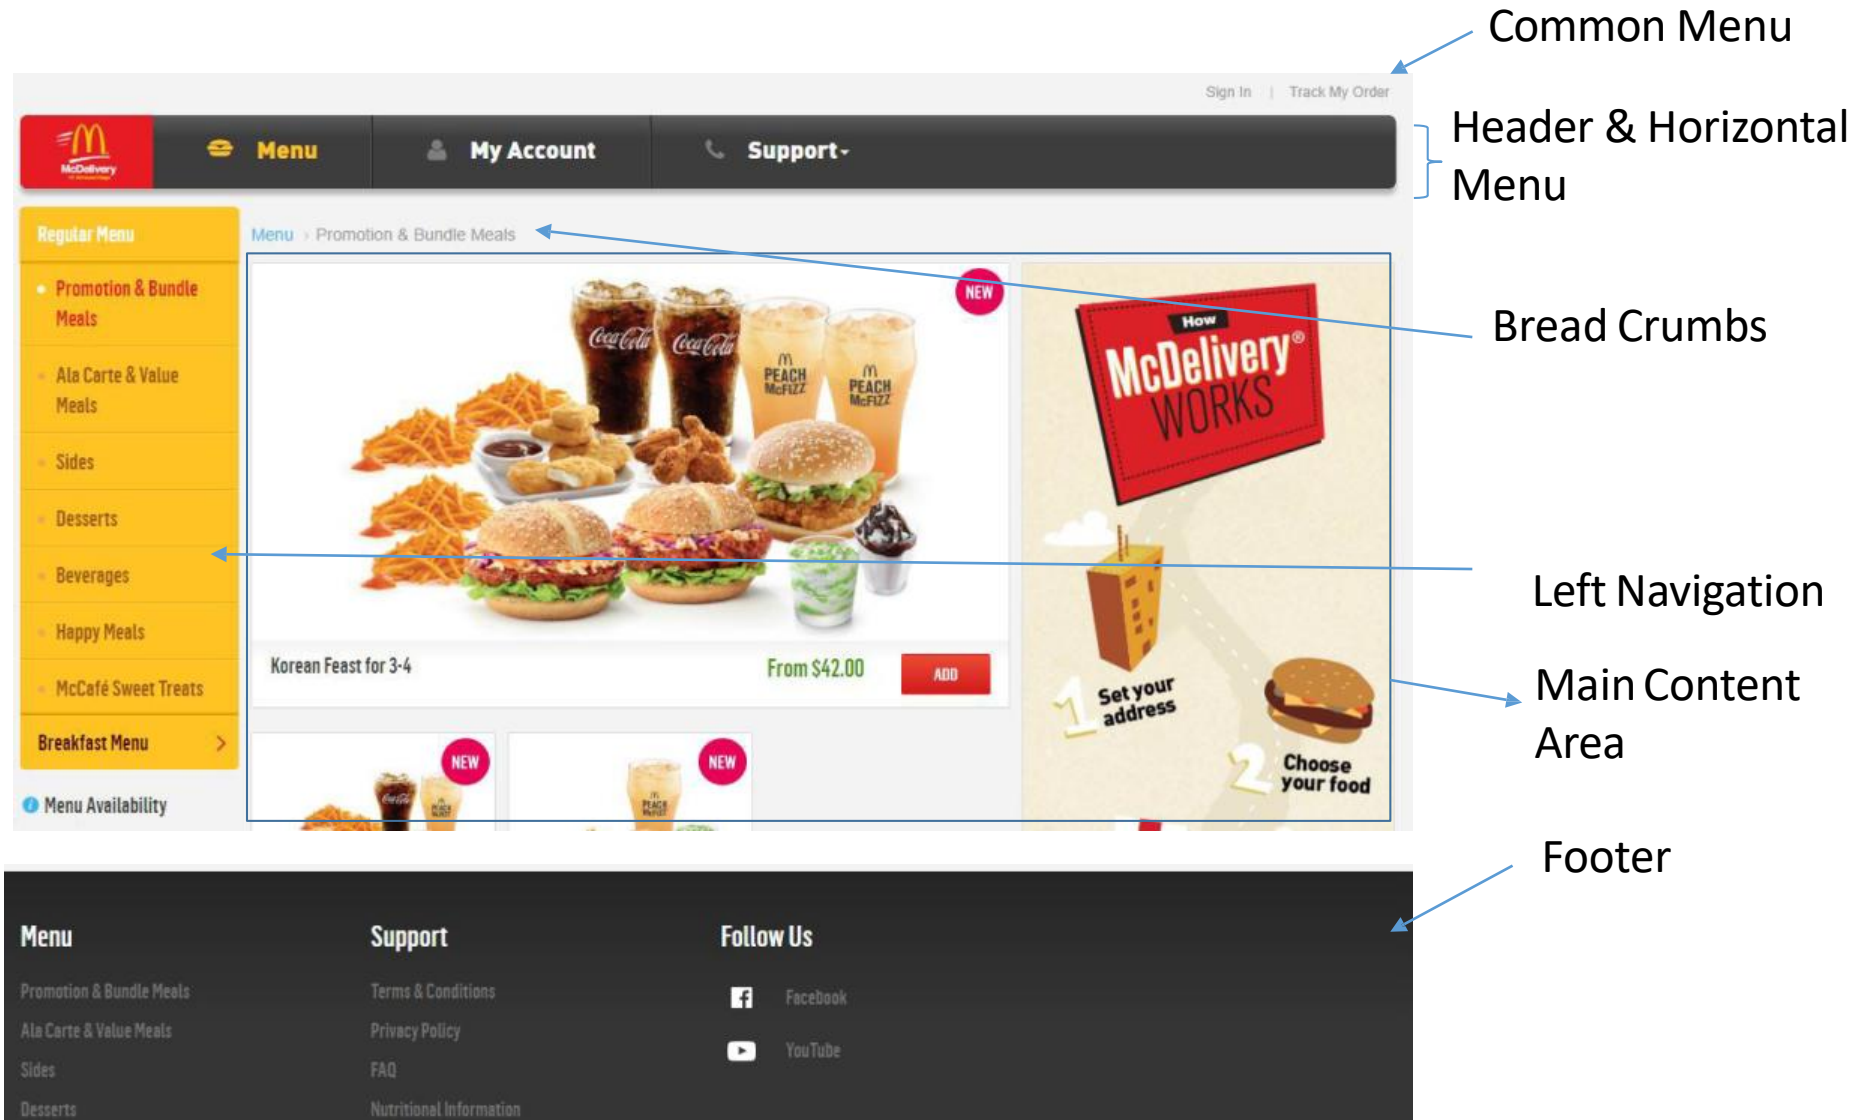 Common Menu
Sign In | Track My Order
Header & Horizontal
Menu
McDelivery
Menu
My Account
Support
Regular Menu
Menu › Promotion & Bundle Meals
Promotion & Bundle
Meals
Ala Carte & Value
Meals
Sides
Desserts
Beverages
Happy Meals
McCafé Sweet Treats
Breakfast Menu
Menu Availability
NEW
Coca-Cola
Coca-Cola
PEACH
McFIZZ
PEACH
McFIZZ
Korean Feast for 3-4
From $42.00
ADD
NEW
Coca-Cola
NEW
PEACH
How
McDelivery®
WORKS
1
Set your
address
2
Choose
your food
Bread Crumbs
Left Navigation
Main Content
Area
Footer
Menu
Promotion & Bundle Meals
Ala Carte & Value Meals
Sides
Desserts
Support
Terms & Conditions
Privacy Policy
FAQ
Nutritional Information
Follow Us
Facebook
YouTube